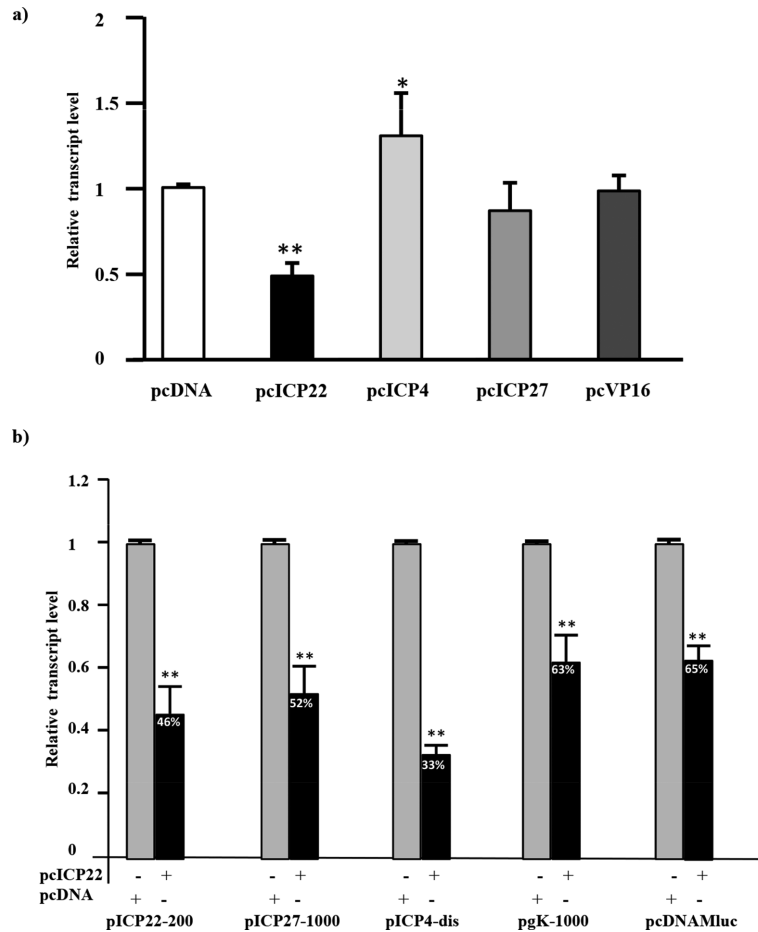 a)
2
1.5
1
0.5
0
Relative transcript level
* 
**
pcDNA pcICP22 pcICP4 pcICP27 pcVP16
b)
1.2
1
0.8
0.6
0.4
0.2
0
Relative transcript level
** ** ** ** **
46% 52% 33% 63% 65%
pcICP22 - + - + - + - + - +
pcDNA + - + - + - + - + -
pICP22-200 pICP27-1000 pICP4-dis pgK-1000 pcDNAMluc